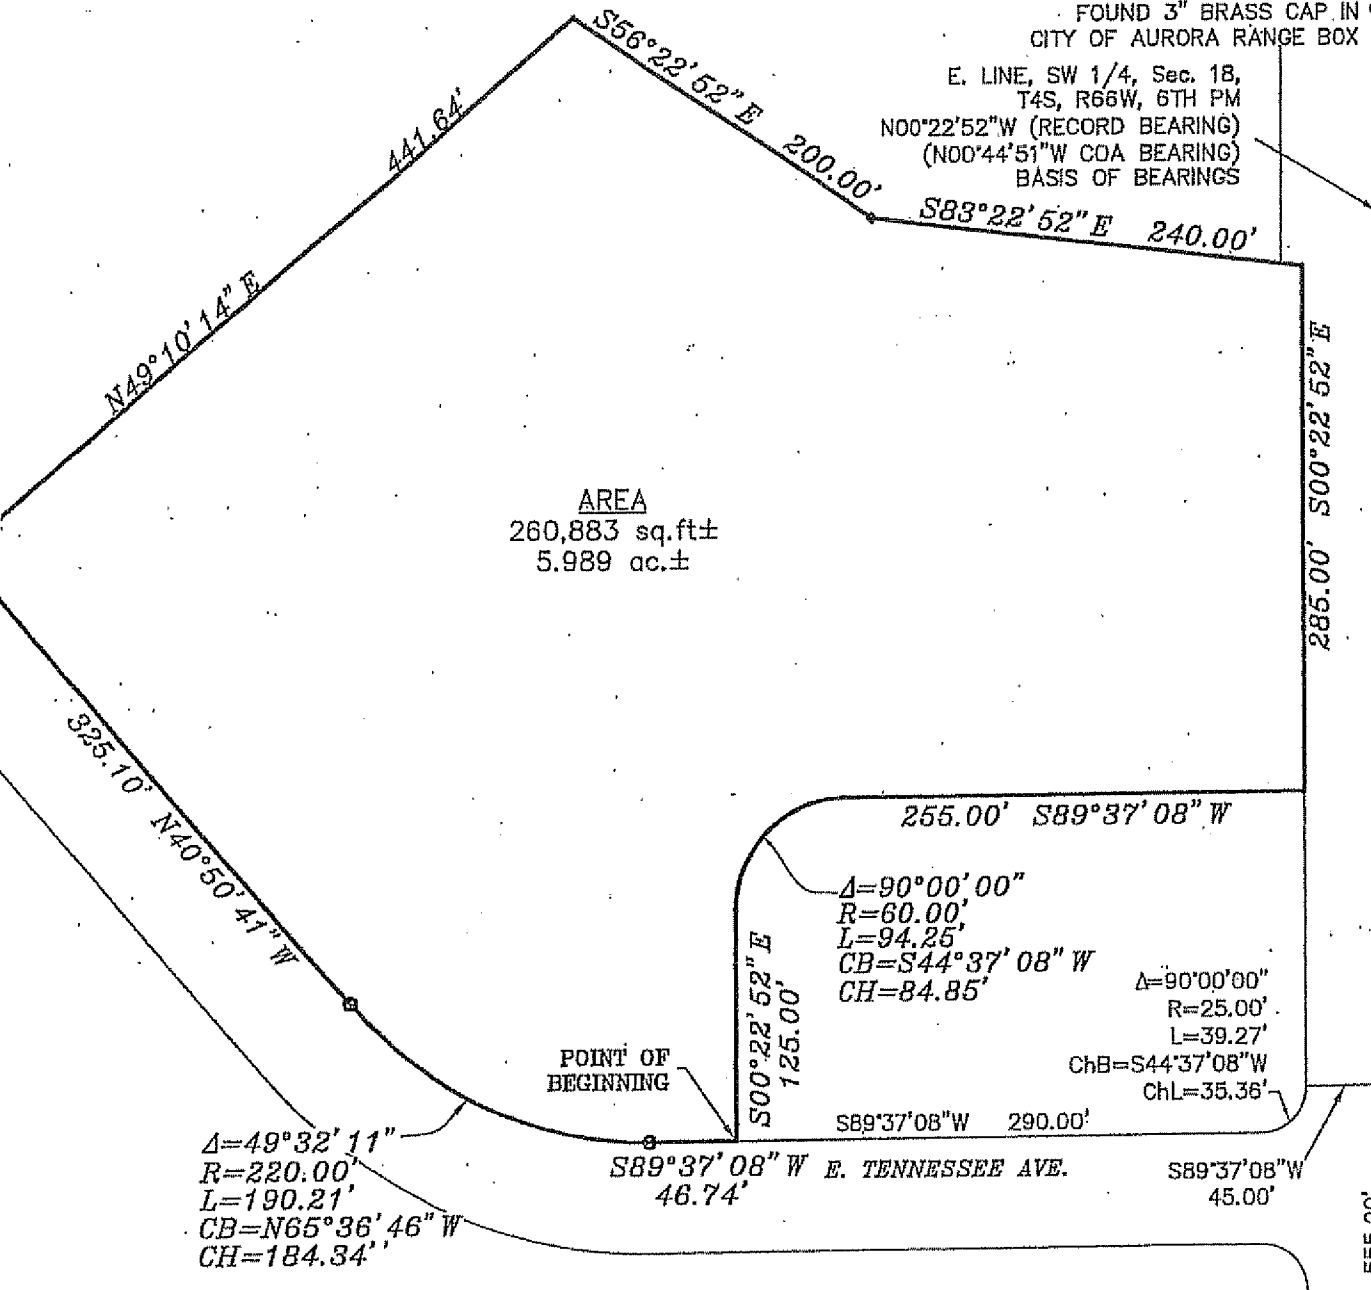 FOUND 3" BRASS CAP IN
CITY OF AURORA RANGE BOX
E. LINE, SW 1/4, Sec. 18,
T4S, R66W, 6TH PM
N00°22'52"W (RECORD BEARING)
(N00°44'51"W COA BEARING)
BASIS OF BEARINGS
S56°22'52"E 200.00'
441.64'
N49°10'14"E
S83°22'52"E 240.00'
285.00' S00°22'52"E
AREA
260,883 sq.ft±
5.989 ac.±
325.10' N40°50'41"W
255.00' S89°37'08"W
Δ=90°00'00"
R=60.00'
L=94.25'
CB=S44°37'08"W
CH=84.85'
S00°22'52"E
125.00'
Δ=90°00'00"
R=25.00'
L=39.27'
ChB=S44°37'08"W
ChL=35.36'
POINT OF
BEGINNING
S89°37'08"W 290.00'
Δ=49°32'11"
R=220.00'
L=190.21'
CB=N65°36'46"W
CH=184.34'
S89°37'08"W E. TENNESSEE AVE.
46.74'
S89°37'08"W
45.00'